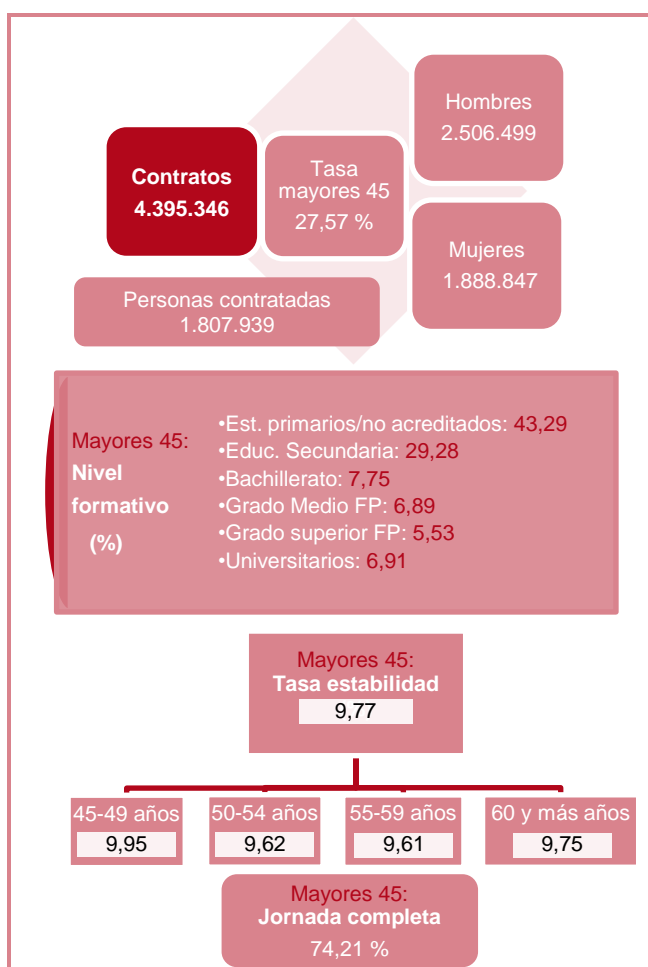 Contratos
4.395.346
Tasa
mayores 45
27,57 %
Hombres
2.506.499
Mujeres
1.888.847
Personas contratadas
1.807.939
Mayores 45:
Nivel
formativo
(%)
•Est. primarios/no acreditados: 43,29
•Educ. Secundaria: 29,28
•Bachillerato: 7,75
•Grado Medio FP: 6,89
•Grado superior FP: 5,53
•Universitarios: 6,91
Mayores 45:
Tasa estabilidad
9,77
45-49 años
9,95
50-54 años
9,62
55-59 años
9,61
60 y más años
9,75
Mayores 45:
Jornada completa
74,21 %